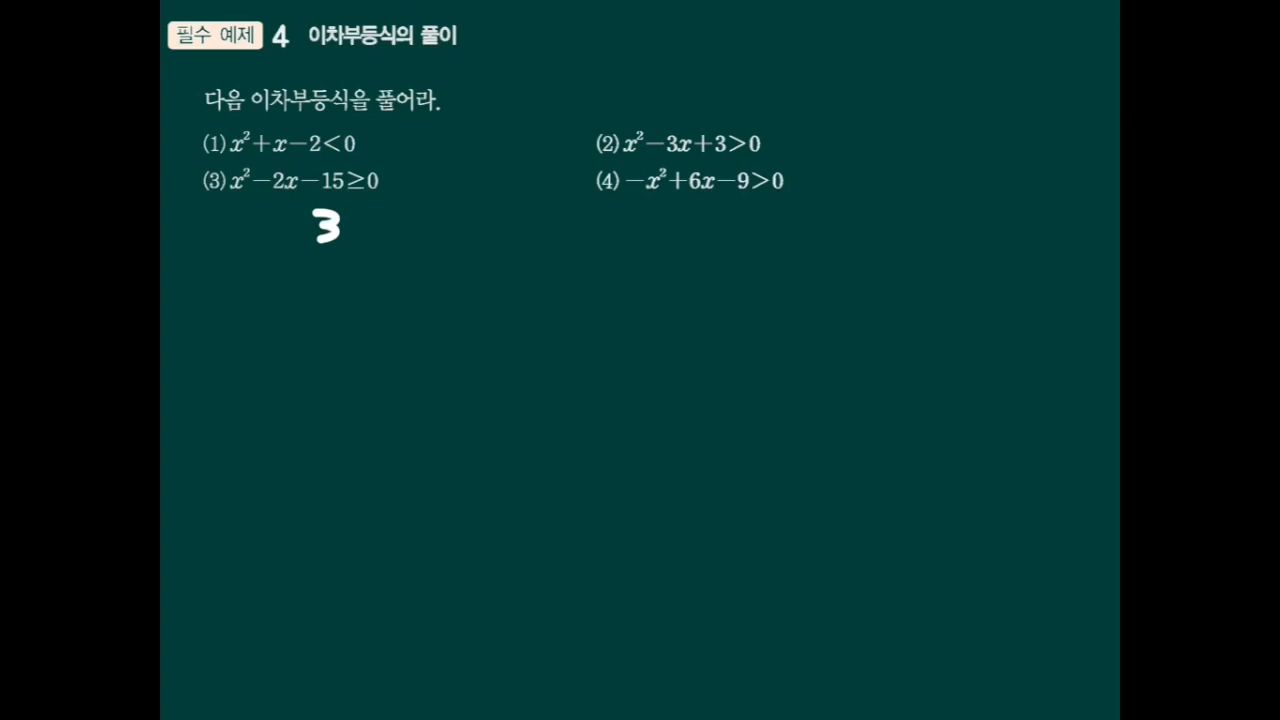 필수 예제 4 이차부등식의 풀이
다음 이차부등식을 풀어라.
(1) x²+x−2<0 (2) x²−3x+3>0
(3) x²−2x−15≥0 (4) −x²+6x−9>0
3